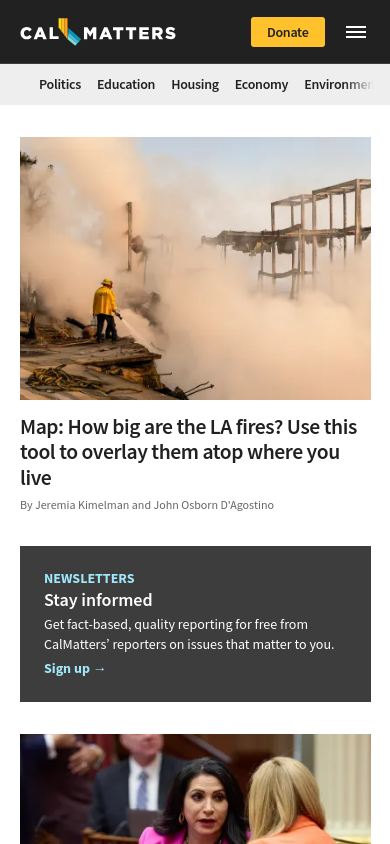 CAL MATTERS
Donate
Politics Education Housing Economy
Map: How big are the LA fires? Use this
tool to overlay them atop where you
live
By Jeremia Kimelman and John Osborn D'Agostino
NEWSLETTERS
Stay informed
Get fact-based, quality reporting for free from
CalMatters’ reporters on issues that matter to you.
Sign up →